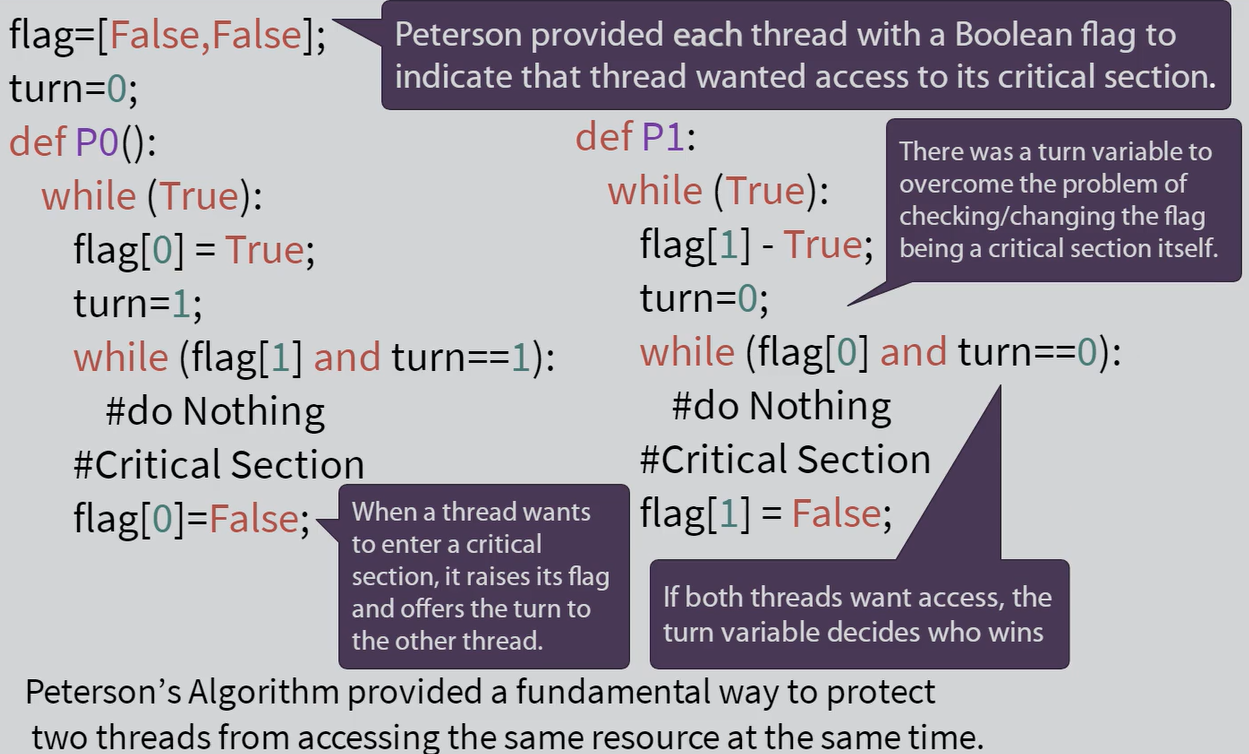 flag=[False,False];
Peterson provided each thread with a Boolean flag to
indicate that thread wanted access to its critical section.
turn=0;
def P0():
while (True):
flag[0] = True;
turn=1;
while (flag[1] and turn==1):
#do Nothing
#Critical Section
flag[0]=False;
When a thread wants
to enter a critical
section, it raises its flag
and offers the turn to
the other thread.
def P1:
while (True):
flag[1] - True;
turn=0;
There was a turn variable to
overcome the problem of
checking/changing the flag
being a critical section itself.
while (flag[0] and turn==0):
#do Nothing
#Critical Section
flag[1] = False;
If both threads want access, the
turn variable decides who wins
Peterson’s Algorithm provided a fundamental way to protect
two threads from accessing the same resource at the same time.